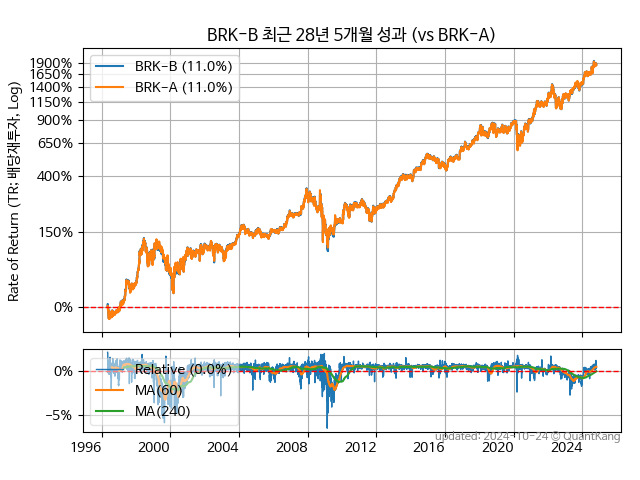 BRK-B 최근 28년 5개월 성과 (vs BRK-A)
Rate of Return (TR; 배당재투자, Log)
1900%
1650%
1400%
1150%
900%
650%
400%
150%
0%
BRK-B (11.0%)
BRK-A (11.0%)
0%
-5%
Relative (0.0%)
MA(60)
MA(240)
1996 2000 2004 2008 2012 2016 2020 2024
updated: 2024-10-24 © QuantKang